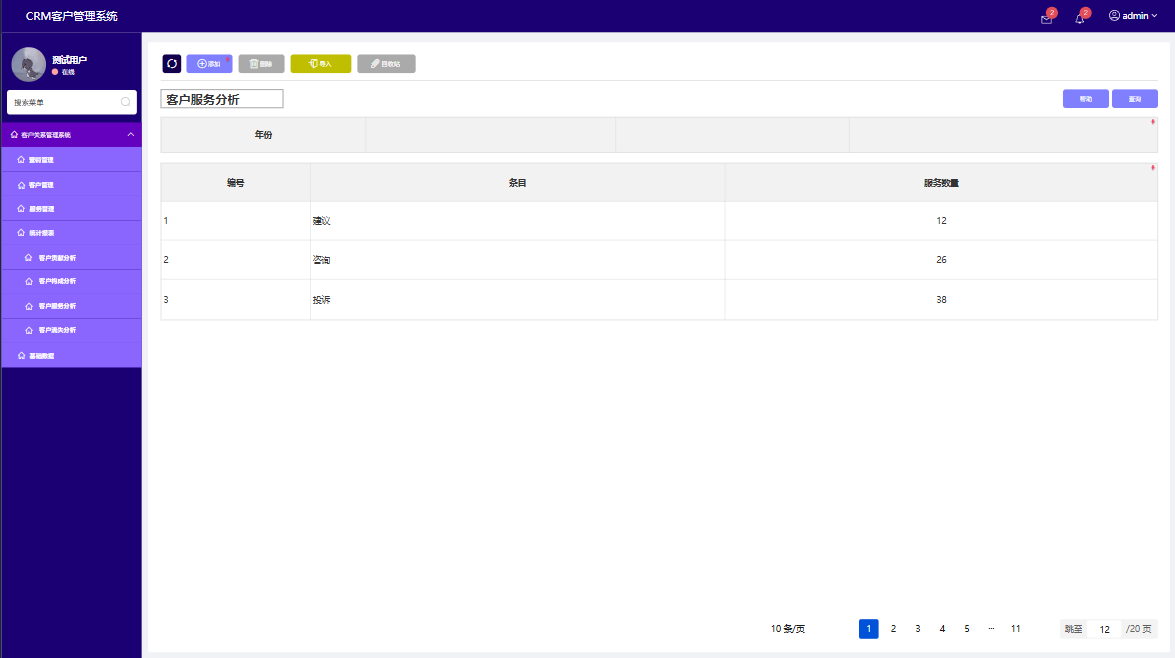 CRM客户管理系统
2
2
admin
测试用户
在线
搜索菜单
客户关系管理系统
营销管理
客户管理
服务管理
统计报表
客户贡献分析
客户构成分析
客户服务分析
客户流失分析
基础数据
添加
删除
导入
回收站
客户服务分析
帮助
查询
年份
编号 条目 服务数量
1 建议 12
2 咨询 26
3 投诉 38
10 条/页 1 2 3 4 5 ··· 11 跳至 12 /20 页